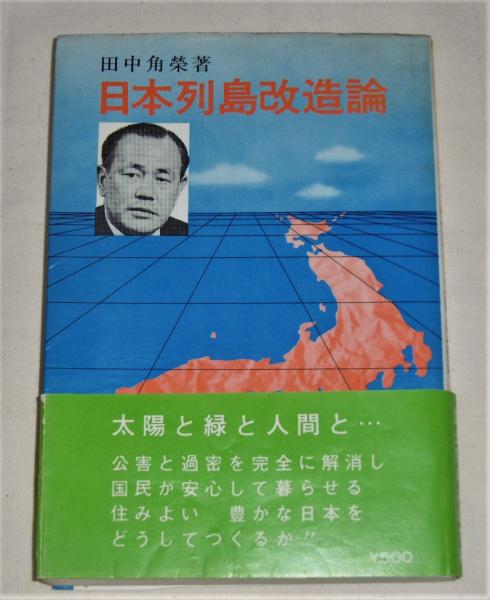 田中角榮著
日本列島改造論
太陽と緑と人間と…
公害と過密を完全に解消し
国民が安心して暮らせる
住みよい　豊かな日本を
どうしてつくるか!!
¥500